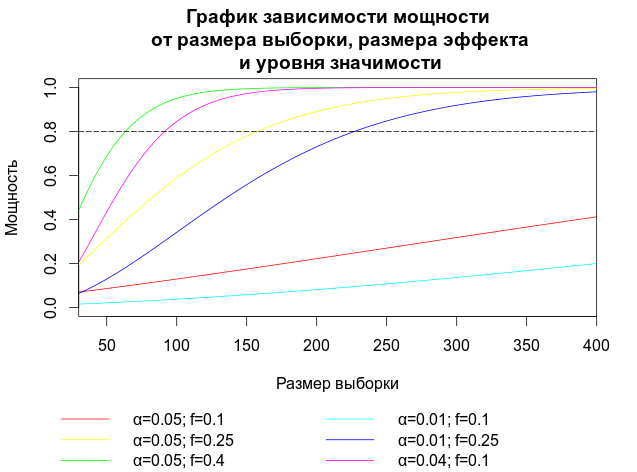 График зависимости мощности
от размера выборки, размера эффекта
и уровня значимости
Мощность
1.0
0.8
0.6
0.4
0.2
0.0
50 100 150 200 250 300 350 400
Размер выборки
α=0.05; f=0.1 α=0.01; f=0.1
α=0.05; f=0.25 α=0.01; f=0.25
α=0.05; f=0.4 α=0.04; f=0.1